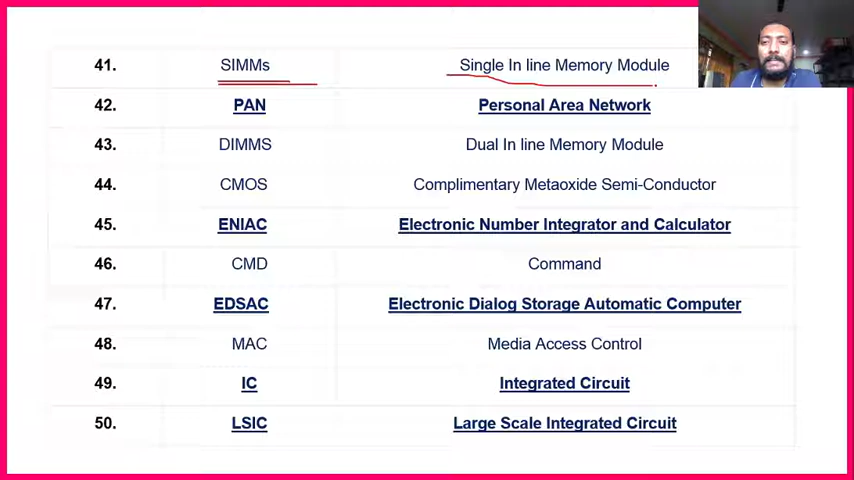 41. SIMMs Single In line Memory Module
42. PAN Personal Area Network
43. DIMMS Dual In line Memory Module
44. CMOS Complimentary Metaoxide Semi-Conductor
45. ENIAC Electronic Number Integrator and Calculator
46. CMD Command
47. EDSAC Electronic Dialog Storage Automatic Computer
48. MAC Media Access Control
49. IC Integrated Circuit
50. LSIC Large Scale Integrated Circuit